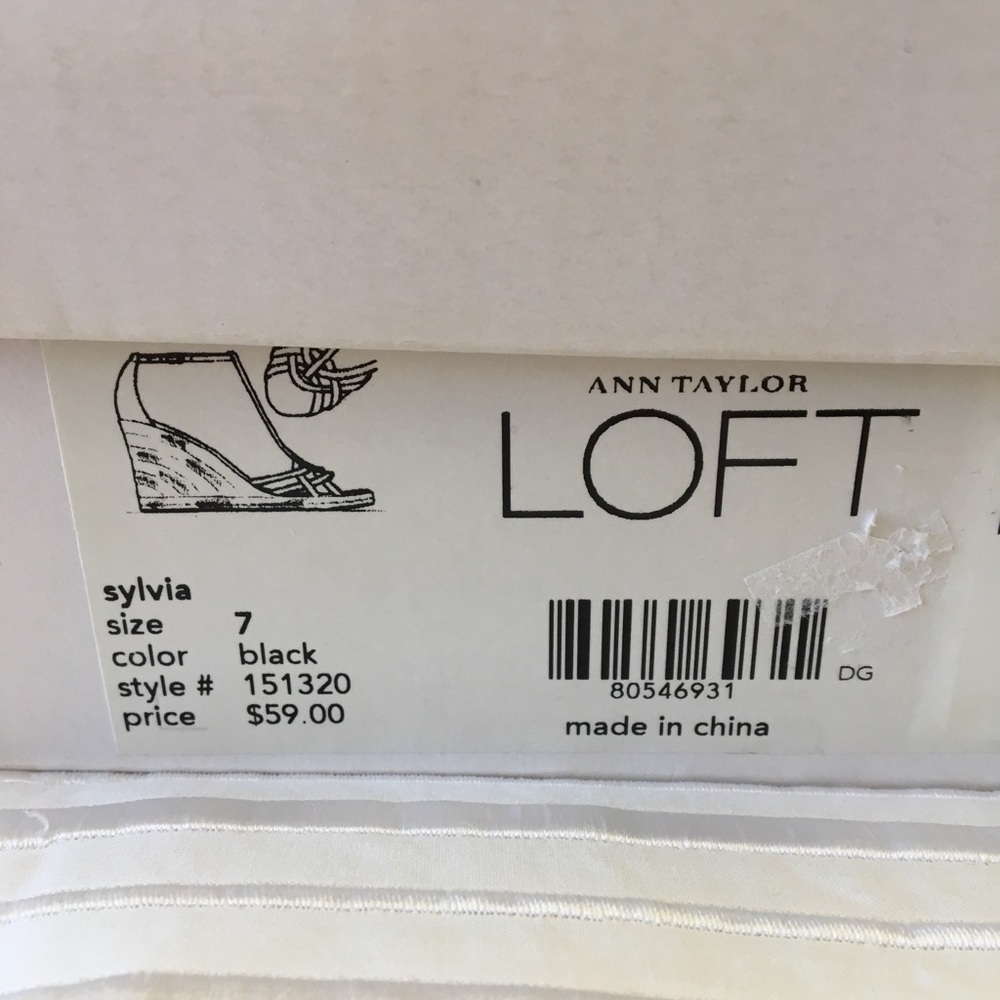 ANN TAYLOR
LOFT
sylvia
size 7
color black
style # 151320
price $59.00
80546931
DG
made in china